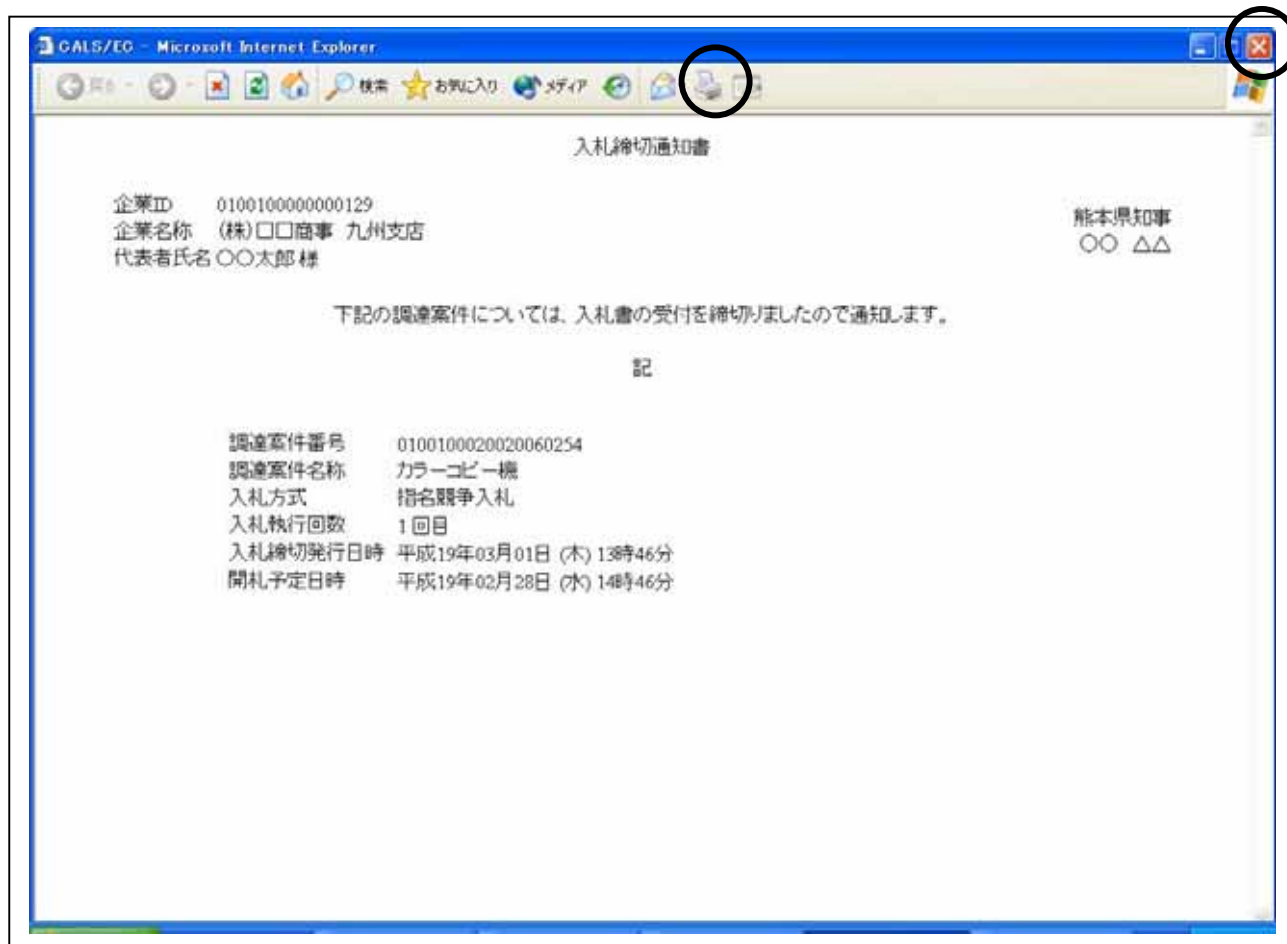 CALS/EC - Microsoft Internet Explorer
戻る 検索 お気に入り メディア
入札締切通知書
企業ID 0100100000000129
企業名称 (株)□□商事 九州支店
代表者氏名 〇〇太郎 様
熊本県知事
〇〇 △△
下記の調達案件については、入札書の受付を締切りましたので通知します。
記
調達案件番号 0100100020020060254
調達案件名称 カラーコピー機
入札方式 指名競争入札
入札執行回数 1回目
入札締切発行日時 平成19年03月01日 (木) 13時46分
開札予定日時 平成19年02月28日 (水) 14時46分